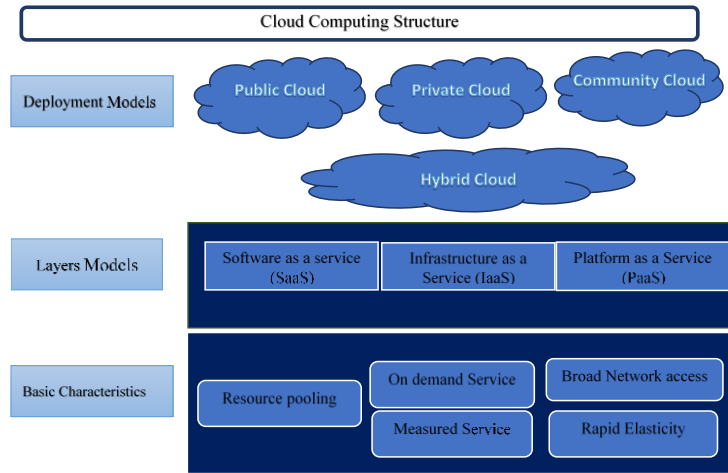 Cloud Computing Structure
Deployment Models
Public Cloud
Private Cloud
Community Cloud
Hybrid Cloud
Layers Models
Software as a service
(SaaS)
Infrastructure as a
Service (IaaS)
Platform as a Service
(PaaS)
Basic Characteristics
Resource pooling
On demand Service
Broad Network access
Measured Service
Rapid Elasticity